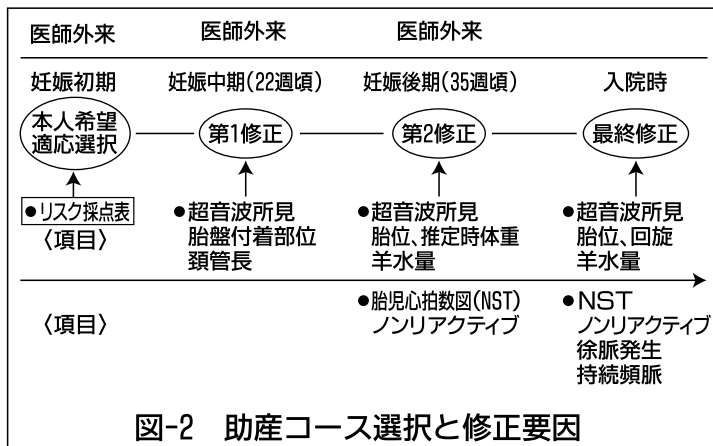 医師外来 医師外来 医師外来
妊娠初期 妊娠中期(22週頃) 妊娠後期(35週頃) 入院時
本人希望
適応選択
第1修正
第2修正
最終修正
●リスク採点表
〈項目〉
●超音波所見
胎盤付着部位
頚管長
●超音波所見
胎位、推定時体重
羊水量
●超音波所見
胎位、回旋
羊水量
〈項目〉
●胎児心拍数図(NST)
ノンリアクティブ
●NST
ノンリアクティブ
徐脈発生
持続頻脈
図-2 助産コース選択と修正要因